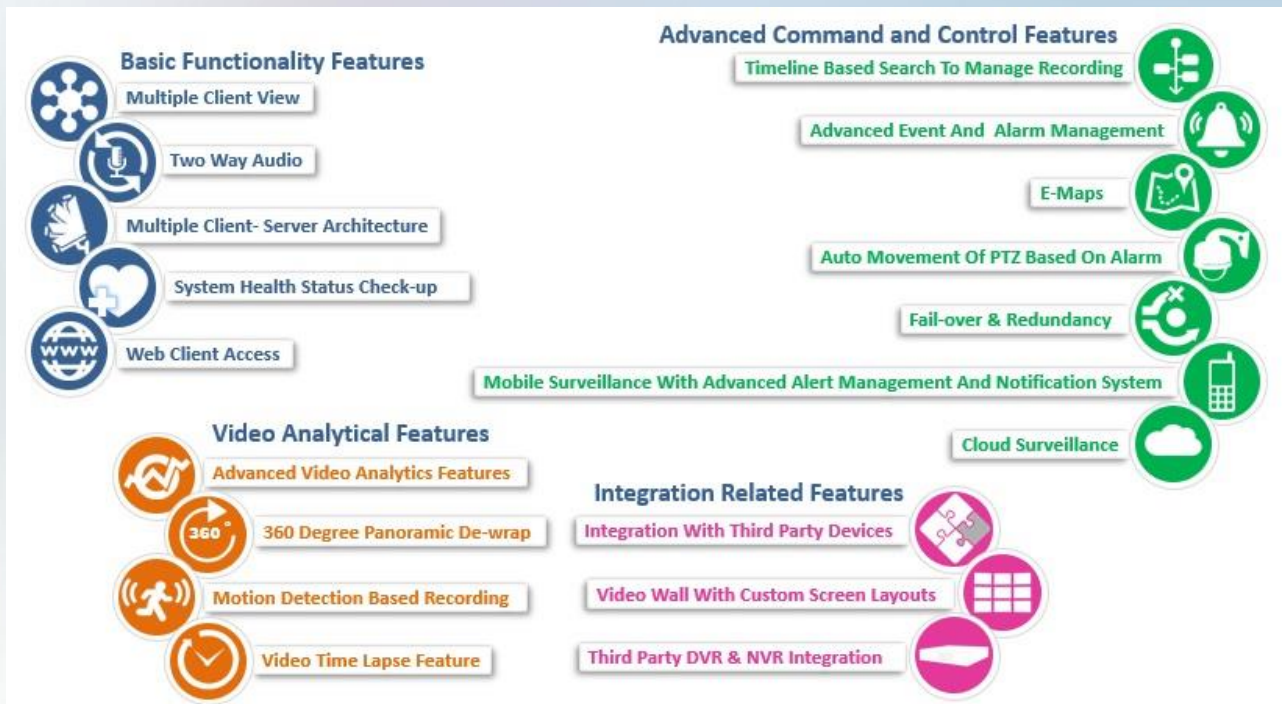 Basic Functionality Features
Multiple Client View
Two Way Audio
Multiple Client- Server Architecture
System Health Status Check-up
www
Web Client Access
Advanced Command and Control Features
Timeline Based Search To Manage Recording
Advanced Event And Alarm Management
E-Maps
Auto Movement Of PTZ Based On Alarm
Fail-over & Redundancy
Mobile Surveillance With Advanced Alert Management And Notification System
Cloud Surveillance
Video Analytical Features
Advanced Video Analytics Features
360°
360 Degree Panoramic De-wrap
Motion Detection Based Recording
Video Time Lapse Feature
Integration Related Features
Integration With Third Party Devices
Video Wall With Custom Screen Layouts
Third Party DVR & NVR Integration